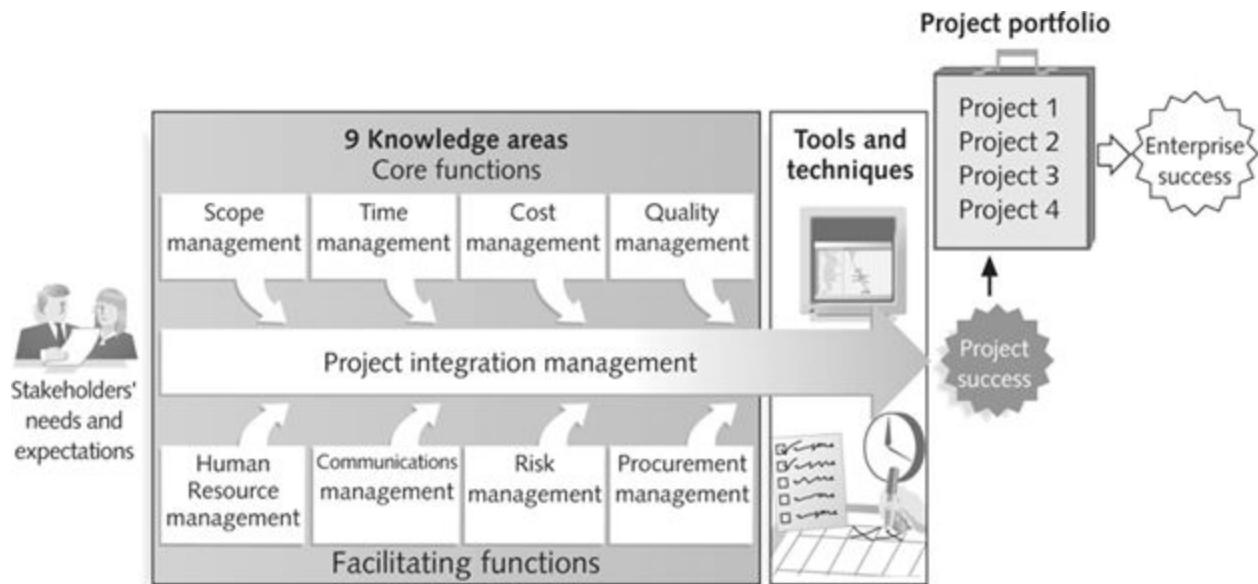 Project portfolio
Project 1
Project 2
Project 3
Project 4
Enterprise
success
9 Knowledge areas
Core functions
Tools and
techniques
Scope
management
Time
management
Cost
management
Quality
management
Stakeholders'
needs and
expectations
Project integration management
Project
success
Human
Resource
management
Communications
management
Risk
management
Procurement
management
Facilitating functions